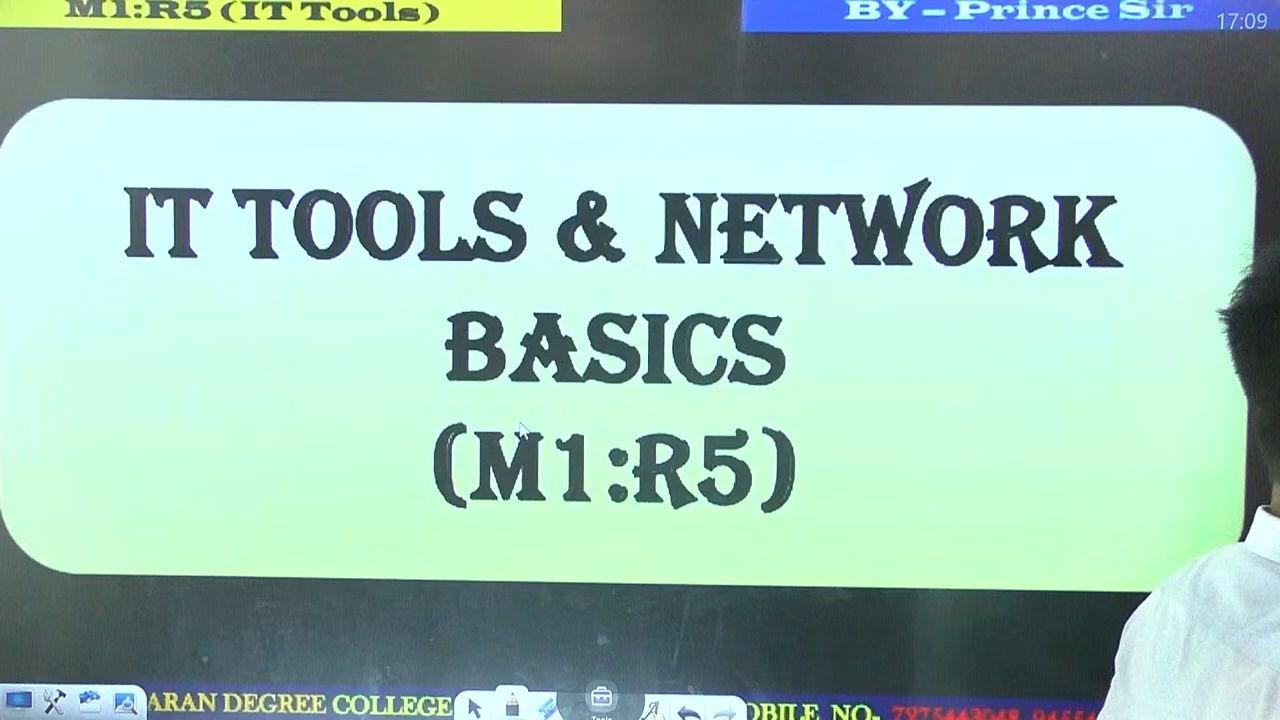 M1:R5 (IT Tools)
BY – Prince Sir
17:09
IT TOOLS & NETWORK
BASICS
(M1:R5)
ARAN DEGREE COLLEGE
Tools
OBILE NO-